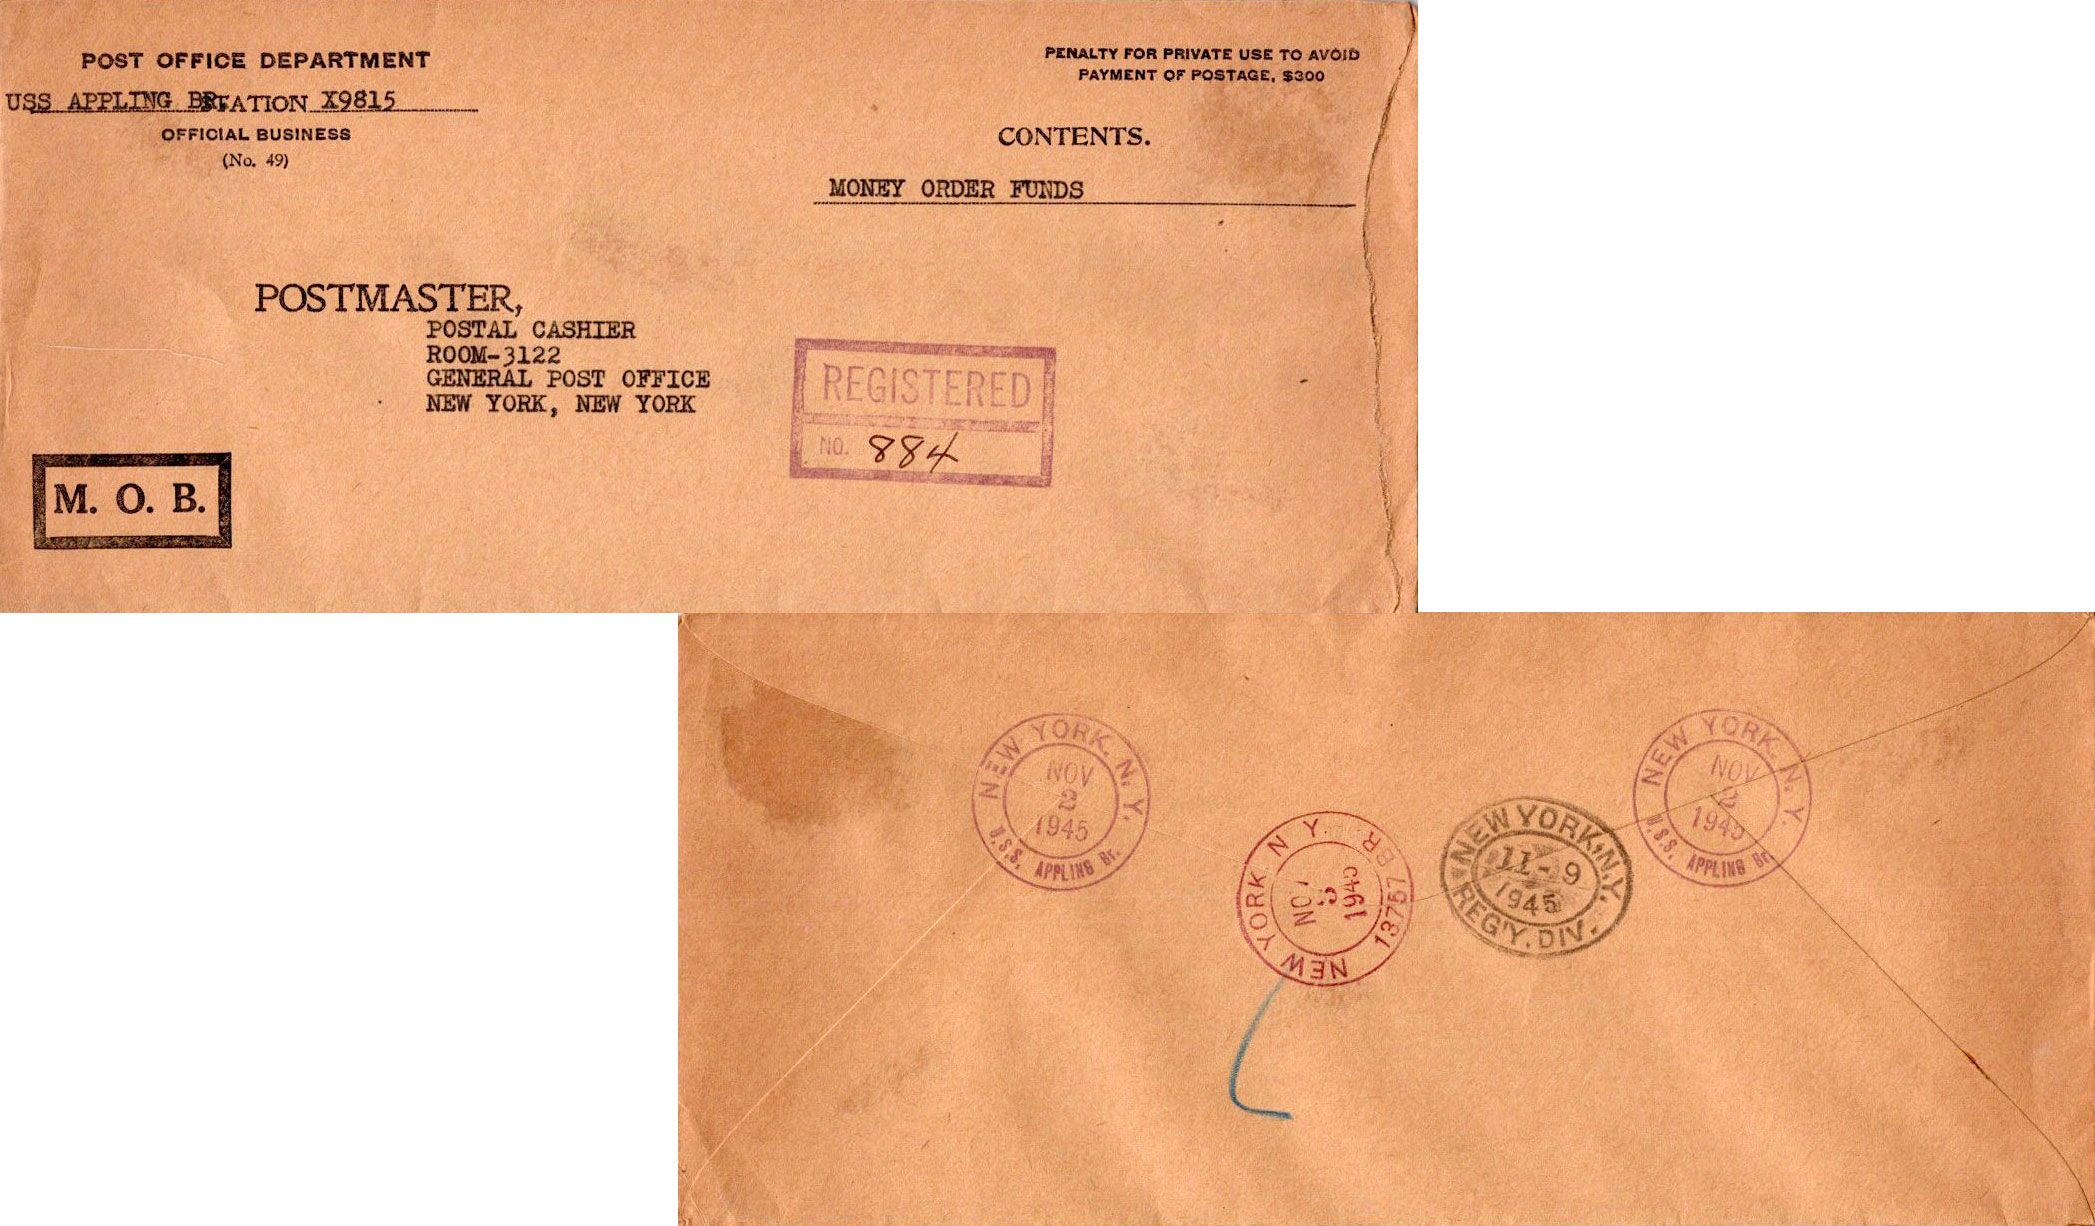 POST OFFICE DEPARTMENT
USS APPLING BR. STATION X9815
OFFICIAL BUSINESS
(No. 49)
PENALTY FOR PRIVATE USE TO AVOID
PAYMENT OF POSTAGE, $300
CONTENTS.
MONEY ORDER FUNDS
POSTMASTER,
POSTAL CASHIER
ROOM-3122
GENERAL POST OFFICE
NEW YORK, NEW YORK
REGISTERED
NO. 884
M. O. B.
NEW YORK, N. Y.
NOV
2
1945
U.S.S. APPLING Br.
NEW YORK N Y.
NOV
1945
13757 BR
NEW YORK, N.Y.
11-9
1945
REG'Y. DIV.
NEW YORK, N. Y.
NOV
2
1945
U.S.S. APPLING Br.